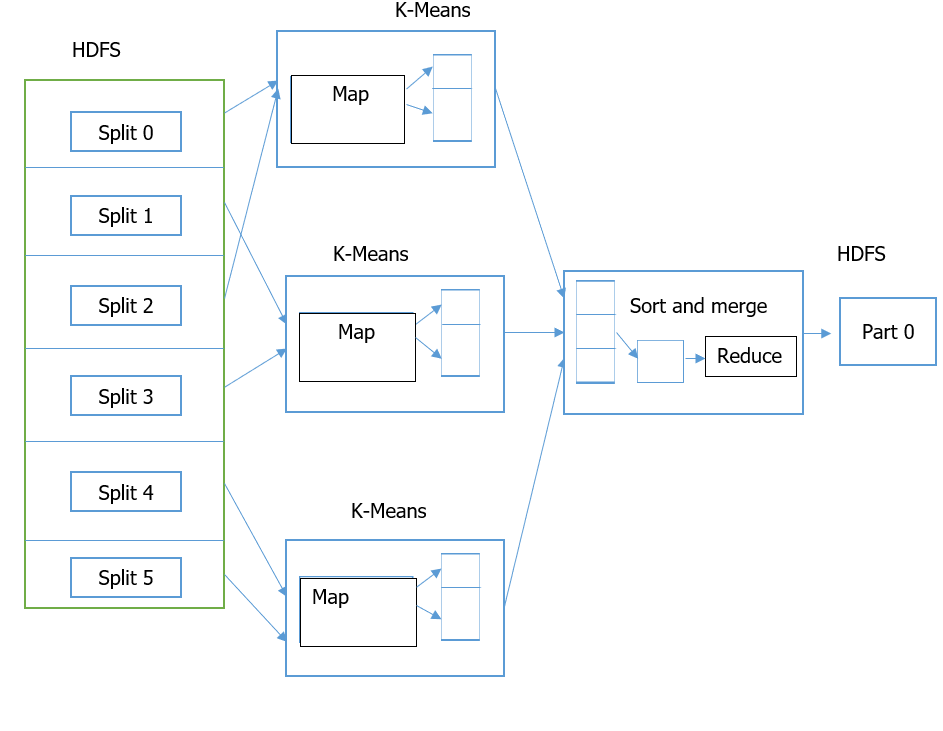 K-Means
HDFS
Map
Split 0
Split 1
K-Means
HDFS
Split 2
Map
Sort and merge
Part 0
Reduce
Split 3
Split 4
K-Means
Split 5
Map